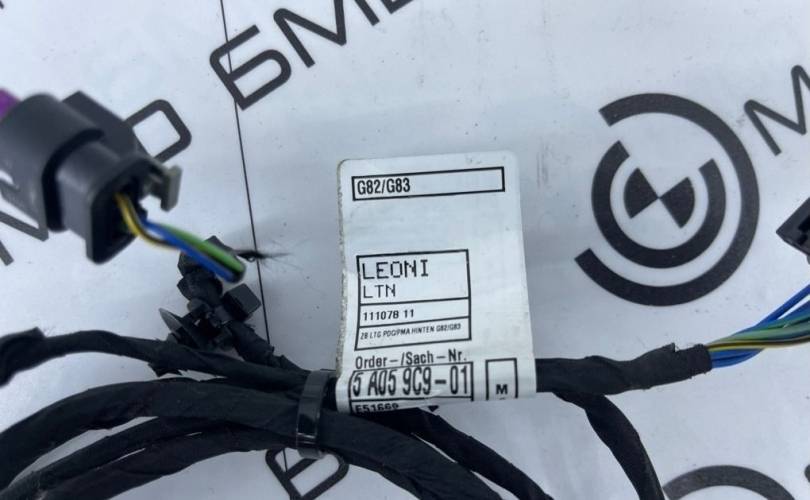 БМВ
G82/G83
LEONI
LTN
111078 11
ZB LTG PDC/PMA HINTEN G82/G83
Order-/Sach-Nr.
5 A05 9C9-01 M